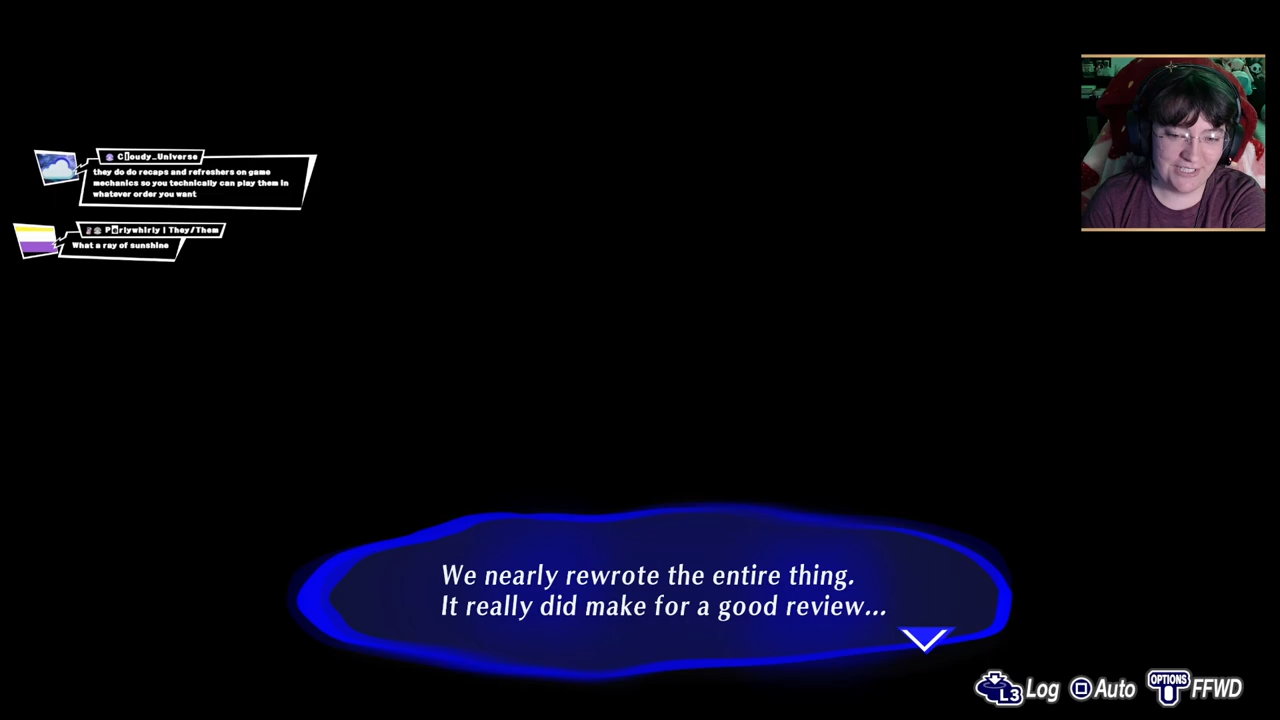 Cloudy_Universe
they do do recaps and refreshers on game
mechanics so you technically can play them in
whatever order you want
Purlywhirly | They/Them
What a ray of sunshine
We nearly rewrote the entire thing.
It really did make for a good review...
L3 Log Auto OPTIONS FFWD